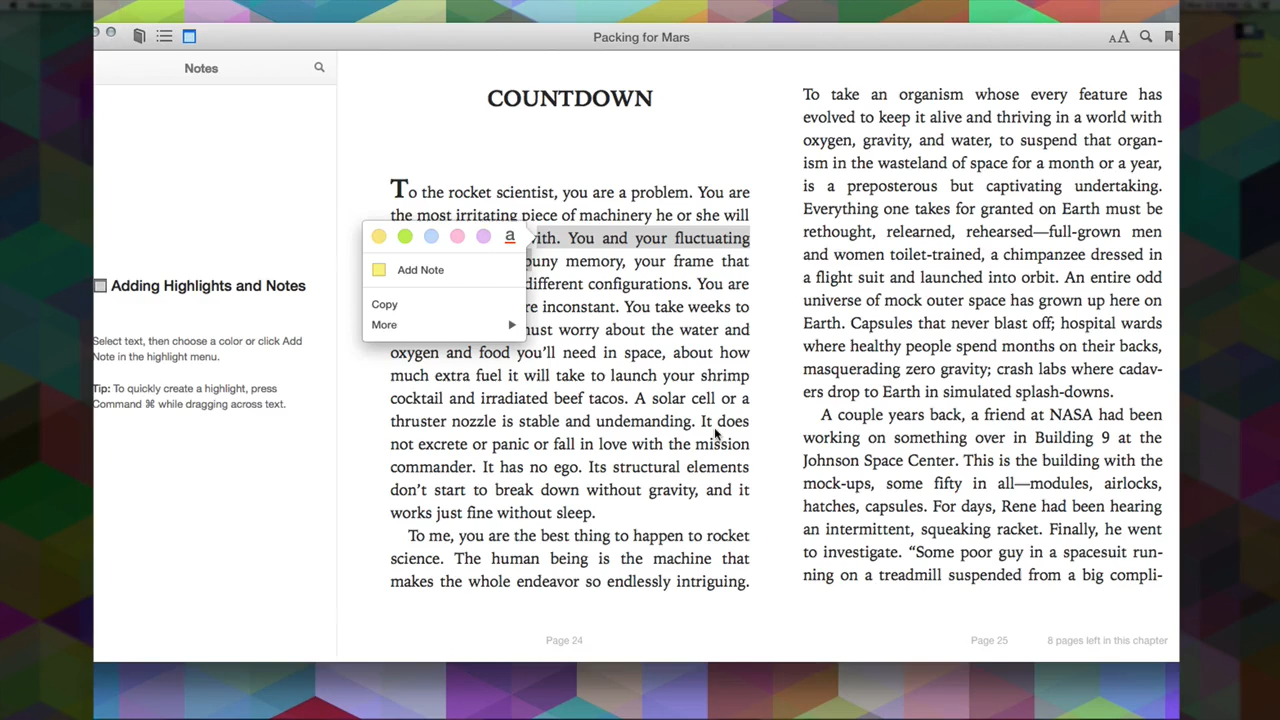 Packing for Mars
AA
Notes
Adding Highlights and Notes
Select text, then choose a color or click Add
Note in the highlight menu.
Tip: To quickly create a highlight, press
Command ⌘ while dragging across text.
COUNTDOWN
To the rocket scientist, you are a problem. You are
the most irritating piece of machinery he or she will
with. You and your fluctuating
puny memory, your frame that
different configurations. You are
inconstant. You take weeks to
must worry about the water and
oxygen and food you’ll need in space, about how
much extra fuel it will take to launch your shrimp
cocktail and irradiated beef tacos. A solar cell or a
thruster nozzle is stable and undemanding. It does
not excrete or panic or fall in love with the mission
commander. It has no ego. Its structural elements
don’t start to break down without gravity, and it
works just fine without sleep.
To me, you are the best thing to happen to rocket
science. The human being is the machine that
makes the whole endeavor so endlessly intriguing.
Page 24
a
Add Note
Copy
More
To take an organism whose every feature has
evolved to keep it alive and thriving in a world with
oxygen, gravity, and water, to suspend that organ-
ism in the wasteland of space for a month or a year,
is a preposterous but captivating undertaking.
Everything one takes for granted on Earth must be
rethought, relearned, rehearsed—full-grown men
and women toilet-trained, a chimpanzee dressed in
a flight suit and launched into orbit. An entire odd
universe of mock outer space has grown up here on
Earth. Capsules that never blast off; hospital wards
where healthy people spend months on their backs,
masquerading zero gravity; crash labs where cadav-
ers drop to Earth in simulated splash-downs.
A couple years back, a friend at NASA had been
working on something over in Building 9 at the
Johnson Space Center. This is the building with the
mock-ups, some fifty in all—modules, airlocks,
hatches, capsules. For days, Rene had been hearing
an intermittent, squeaking racket. Finally, he went
to investigate. “Some poor guy in a spacesuit run-
ning on a treadmill suspended from a big compli-
Page 25
8 pages left in this chapter